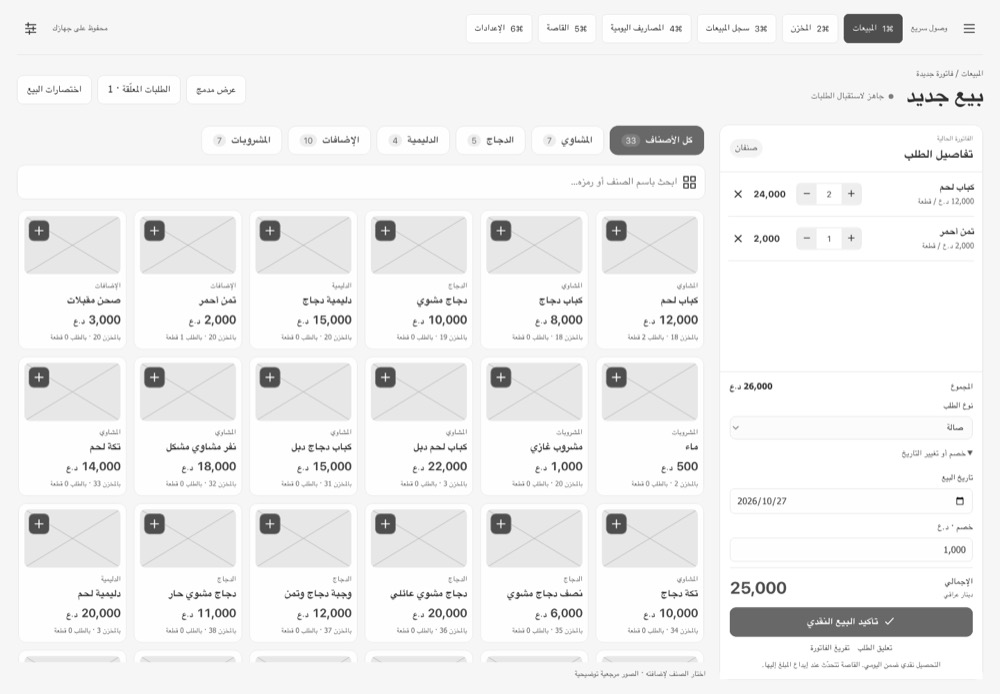 وصول سريع
⌘1 المبيعات
⌘2 المخزن
⌘3 سجل المبيعات
⌘4 المصاريف اليومية
⌘5 القاصة
⌘6 الإعدادات
محفوظ على جهازك
المبيعات / فاتورة جديدة
بيع جديد
جاهز لاستقبال الطلبات
عرض مدمج
الطلبات المعلّقة · 1
اختصارات البيع
الفاتورة الحالية
تفاصيل الطلب
صنفان
كباب لحم
12,000 د.ع / قطعة
+ 2 −
24,000 ×
تمن أحمر
2,000 د.ع / قطعة
+ 1 −
2,000 ×
المجموع
26,000 د.ع
نوع الطلب
صالة
▼ خصم أو تغيير التاريخ
تاريخ البيع
2026/10/27
خصم · د.ع
1,000
الإجمالي
دينار عراقي
25,000
تأكيد البيع النقدي
تعليق الطلب
تفريغ الفاتورة
التحصيل نقدي ضمن اليومي. القاصة تتحدّث عند إيداع المبلغ إليها.
كل الأصناف 33
المشاوي 7
الدجاج 5
الدليمية 4
الإضافات 10
المشروبات 7
ابحث باسم الصنف أو رمزه...
المشاوي
كباب لحم
12,000 د.ع
بالمخزن 18 · بالطلب 2 قطعة
المشاوي
كباب دجاج
8,000 د.ع
بالمخزن 18 · بالطلب 0 قطعة
الدجاج
دجاج مشوي
10,000 د.ع
بالمخزن 19 · بالطلب 0 قطعة
الدليمية
دليمية دجاج
15,000 د.ع
بالمخزن 20 · بالطلب 0 قطعة
الإضافات
تمن أحمر
2,000 د.ع
بالمخزن 20 · بالطلب 1 قطعة
الإضافات
صحن مقبلات
3,000 د.ع
بالمخزن 20 · بالطلب 0 قطعة
المشروبات
ماء
500 د.ع
بالمخزن 2 · بالطلب 0 قطعة
المشروبات
مشروب غازي
1,000 د.ع
بالمخزن 20 · بالطلب 0 قطعة
المشاوي
كباب لحم دبل
22,000 د.ع
بالمخزن 3 · بالطلب 0 قطعة
المشاوي
كباب دجاج دبل
15,000 د.ع
بالمخزن 31 · بالطلب 0 قطعة
المشاوي
نفر مشاوي مشكل
18,000 د.ع
بالمخزن 32 · بالطلب 0 قطعة
المشاوي
تكة لحم
14,000 د.ع
بالمخزن 33 · بالطلب 0 قطعة
المشاوي
تكة دجاج
10,000 د.ع
بالمخزن 34 · بالطلب 0 قطعة
الدجاج
نصف دجاج مشوي
6,000 د.ع
بالمخزن 35 · بالطلب 0 قطعة
الدجاج
دجاج مشوي عائلي
20,000 د.ع
بالمخزن 36 · بالطلب 0 قطعة
الدجاج
وجبة دجاج وتمن
12,000 د.ع
بالمخزن 37 · بالطلب 0 قطعة
الدجاج
دجاج مشوي حار
11,000 د.ع
بالمخزن 38 · بالطلب 0 قطعة
الدليمية
دليمية لحم
20,000 د.ع
بالمخزن 3 · بالطلب 0 قطعة
اختار الصنف لإضافته · الصور مرجعية توضيحية